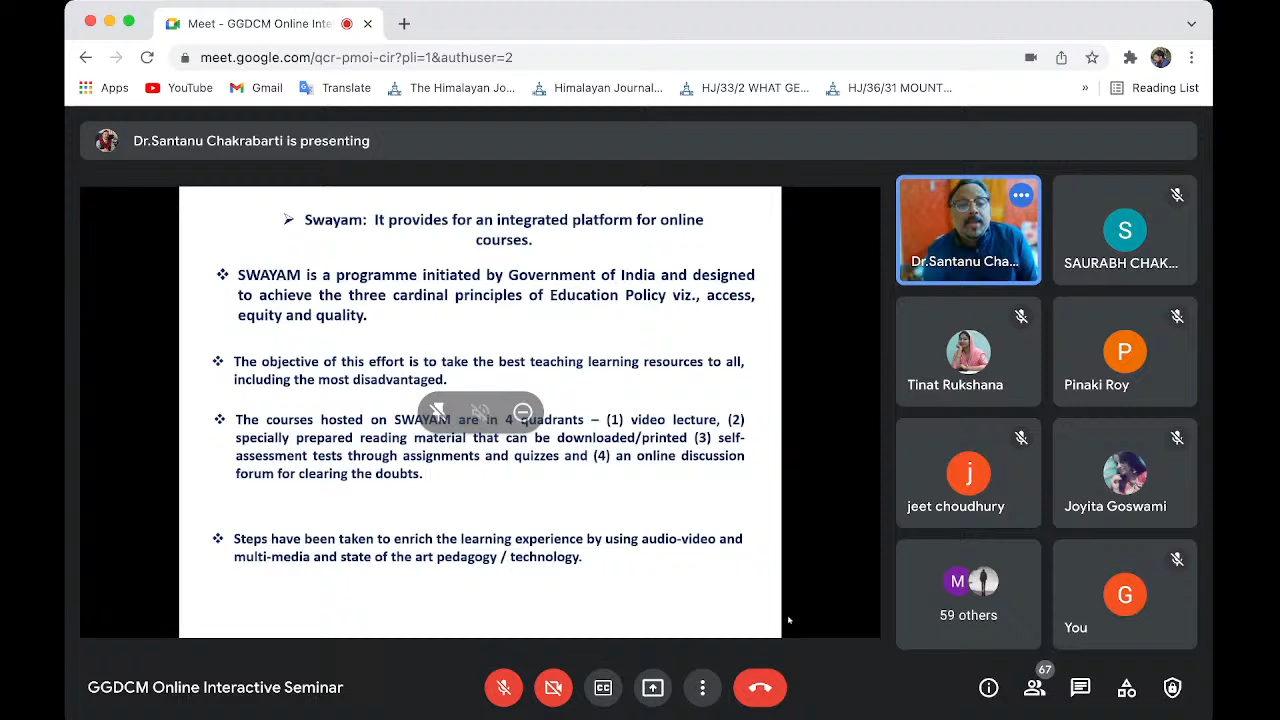 Meet - GGDCM Online Inte
meet.google.com/qcr-pmoi-cir?pli=1&authuser=2
Apps
YouTube
Gmail
Translate
The Himalayan Jo...
Himalayan Journal...
HJ/33/2 WHAT GE...
HJ/36/31 MOUNT...
»
Reading List
Dr.Santanu Chakrabarti is presenting
Swayam: It provides for an integrated platform for online
courses.
SWAYAM is a programme initiated by Government of India and designed
to achieve the three cardinal principles of Education Policy viz., access,
equity and quality.
The objective of this effort is to take the best teaching learning resources to all,
including the most disadvantaged.
The courses hosted on SWAYAM are in 4 quadrants – (1) video lecture, (2)
specially prepared reading material that can be downloaded/printed (3) self-
assessment tests through assignments and quizzes and (4) an online discussion
forum for clearing the doubts.
Steps have been taken to enrich the learning experience by using audio-video and
multi-media and state of the art pedagogy / technology.
Dr.Santanu Cha...
S
SAURABH CHAK...
Tinat Rukshana
P
Pinaki Roy
j
jeet choudhury
Joyita Goswami
M
59 others
G
You
GGDCM Online Interactive Seminar
CC
67